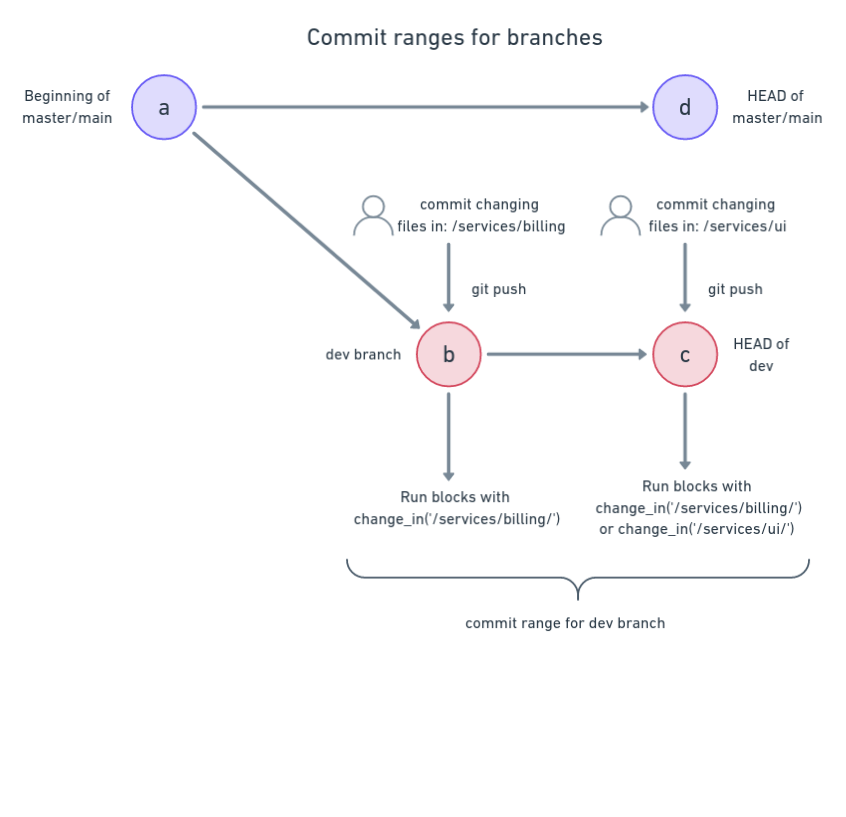 Commit ranges for branches
Beginning of
master/main
a
d
HEAD of
master/main
commit changing
files in: /services/billing
commit changing
files in: /services/ui
git push
git push
dev branch
b
c
HEAD of
dev
Run blocks with
change_in('/services/billing/')
Run blocks with
change_in('/services/billing/')
or change_in('/services/ui/')
commit range for dev branch